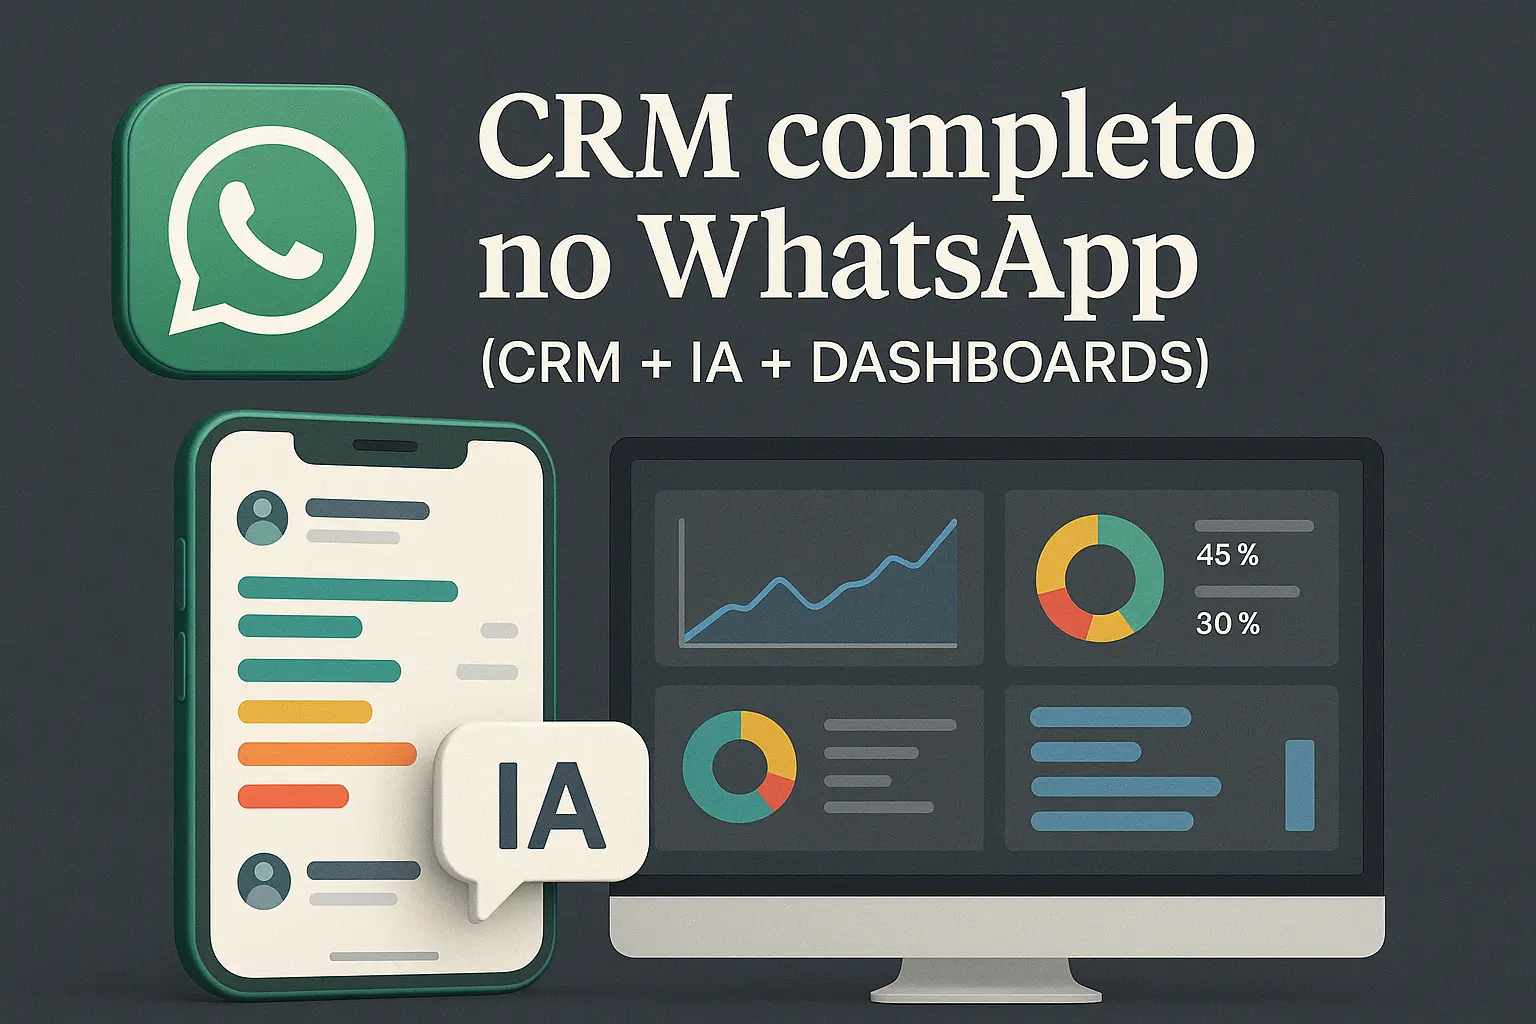 CRM completo
no WhatsApp
(CRM + IA + DASHBOARDS)
45 %
30 %
IA